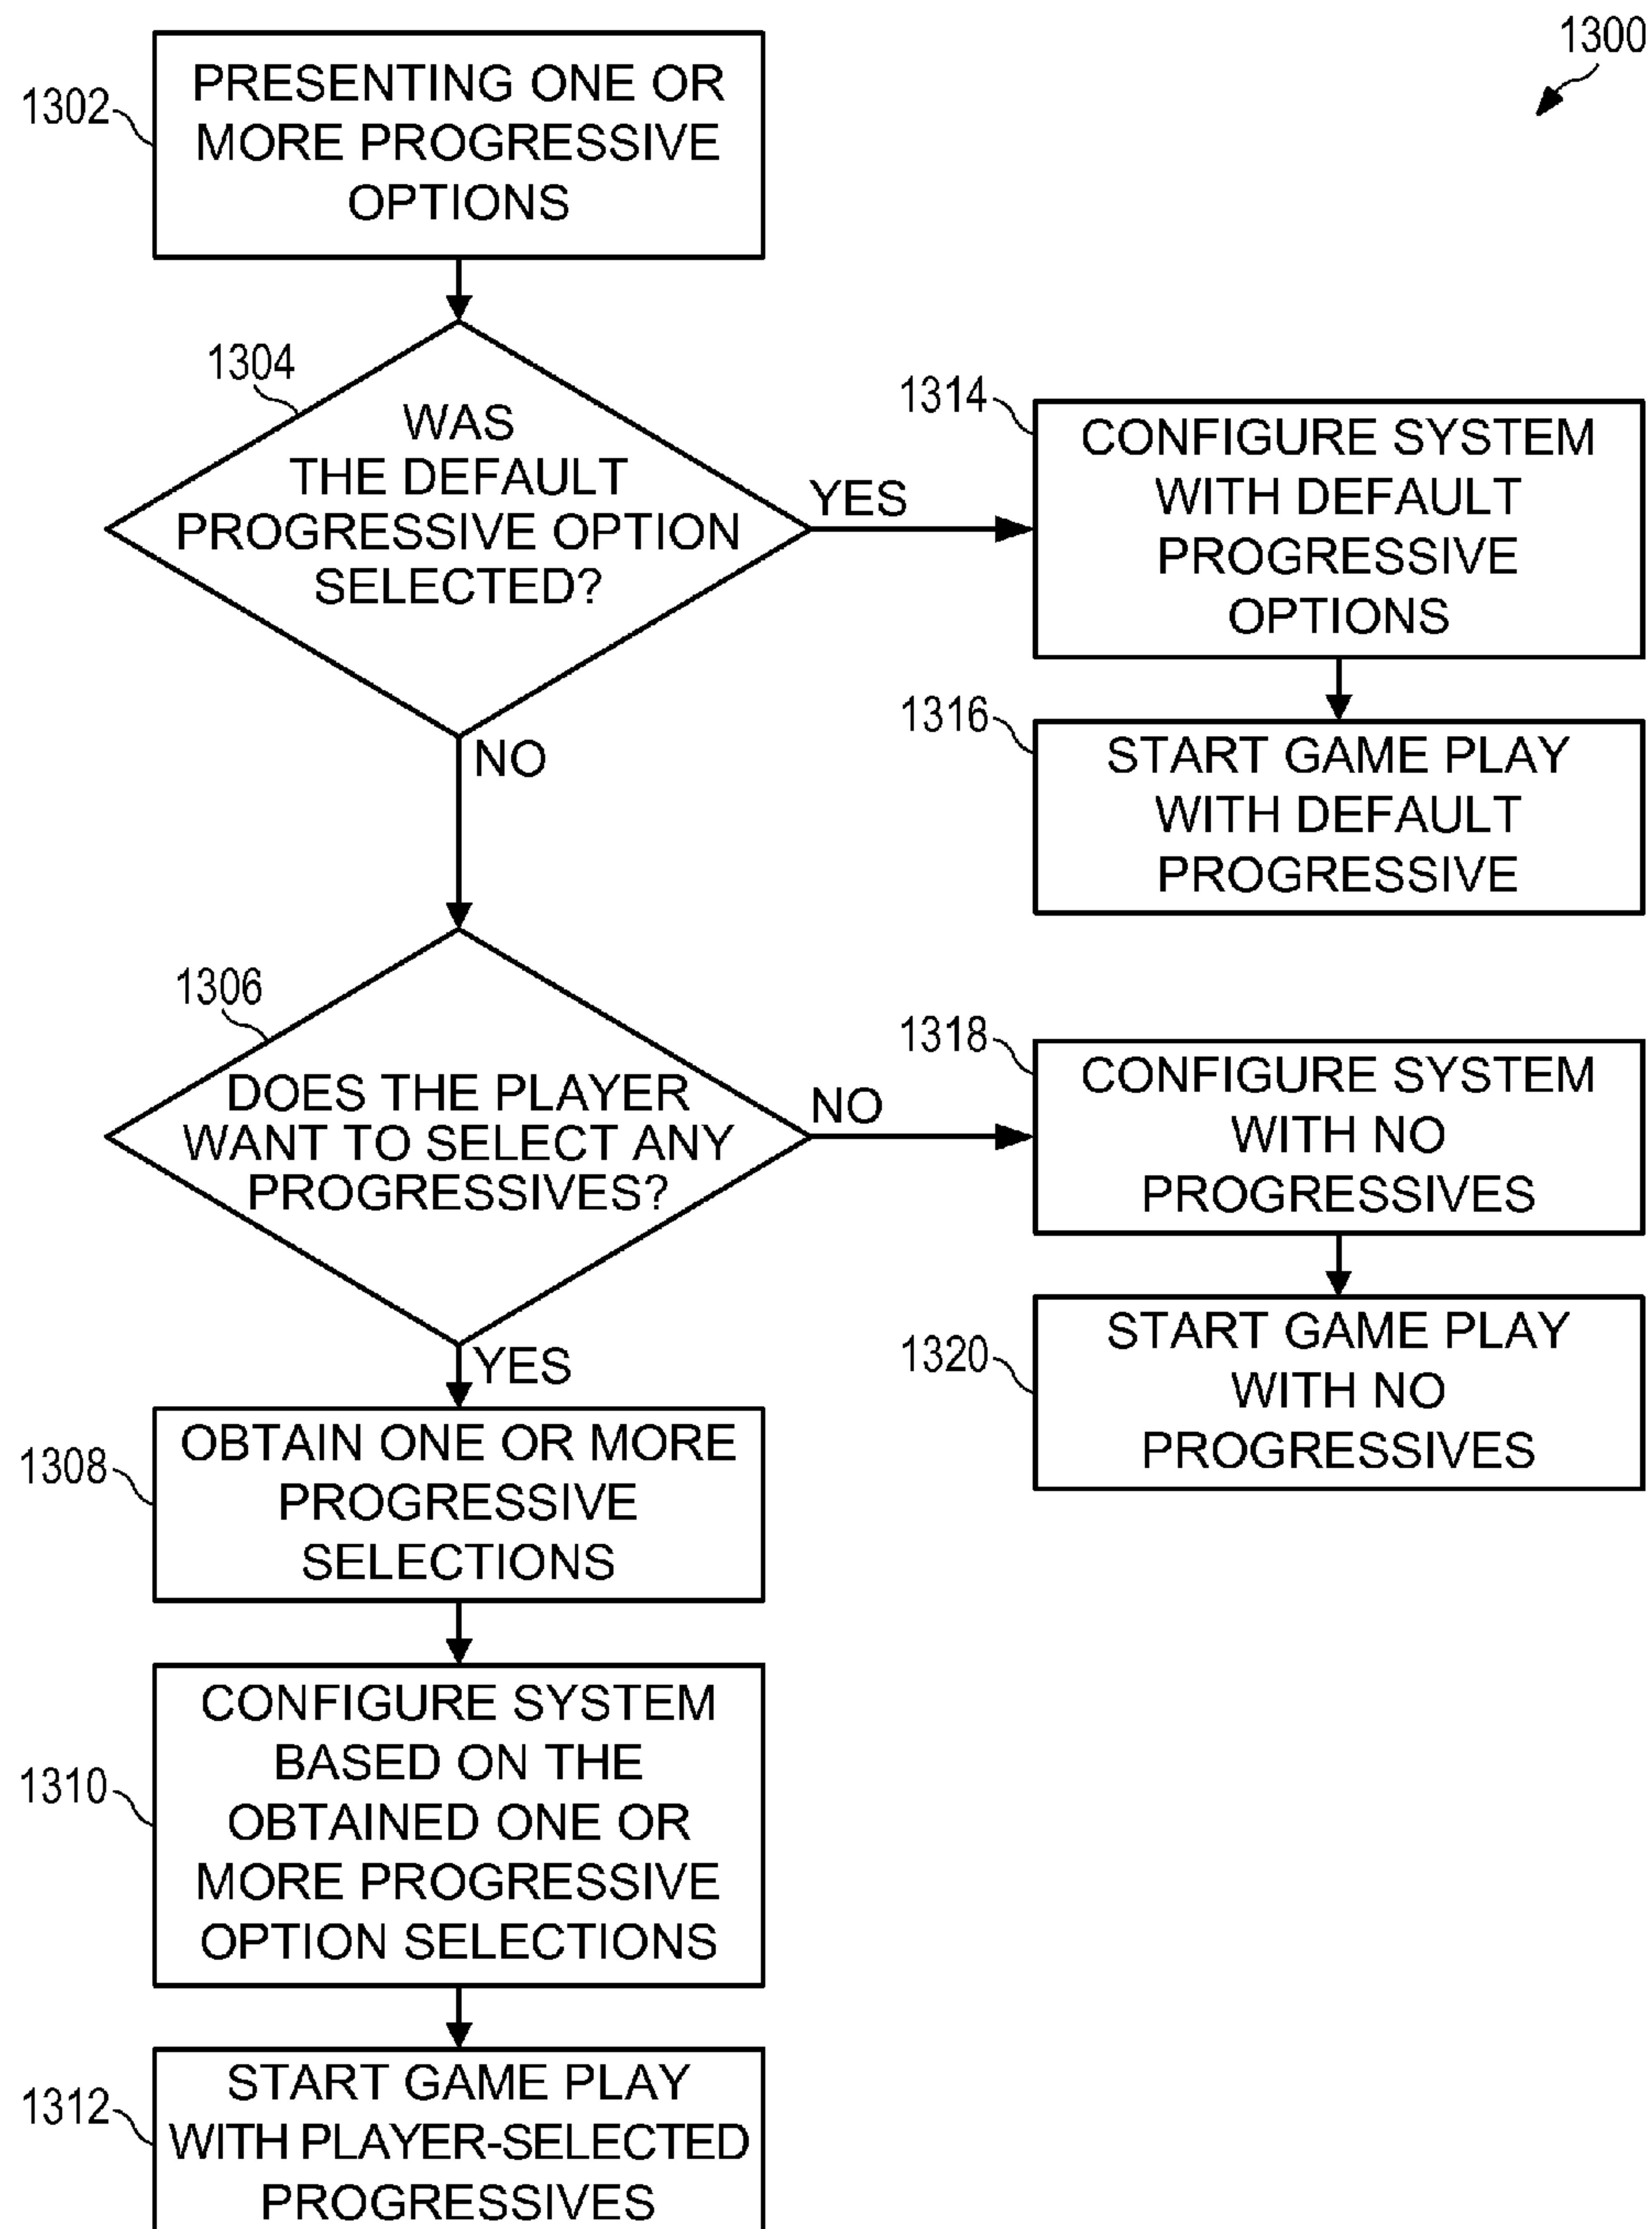 1300
1302
PRESENTING ONE OR
MORE PROGRESSIVE
OPTIONS
1304
WAS
THE DEFAULT
PROGRESSIVE OPTION
SELECTED?
YES
NO
1314
CONFIGURE SYSTEM
WITH DEFAULT
PROGRESSIVE
OPTIONS
1316
START GAME PLAY
WITH DEFAULT
PROGRESSIVE
1306
DOES THE PLAYER
WANT TO SELECT ANY
PROGRESSIVES?
NO
YES
1318
CONFIGURE SYSTEM
WITH NO
PROGRESSIVES
1320
START GAME PLAY
WITH NO
PROGRESSIVES
1308
OBTAIN ONE OR MORE
PROGRESSIVE
SELECTIONS
1310
CONFIGURE SYSTEM
BASED ON THE
OBTAINED ONE OR
MORE PROGRESSIVE
OPTION SELECTIONS
1312
START GAME PLAY
WITH PLAYER-SELECTED
PROGRESSIVES